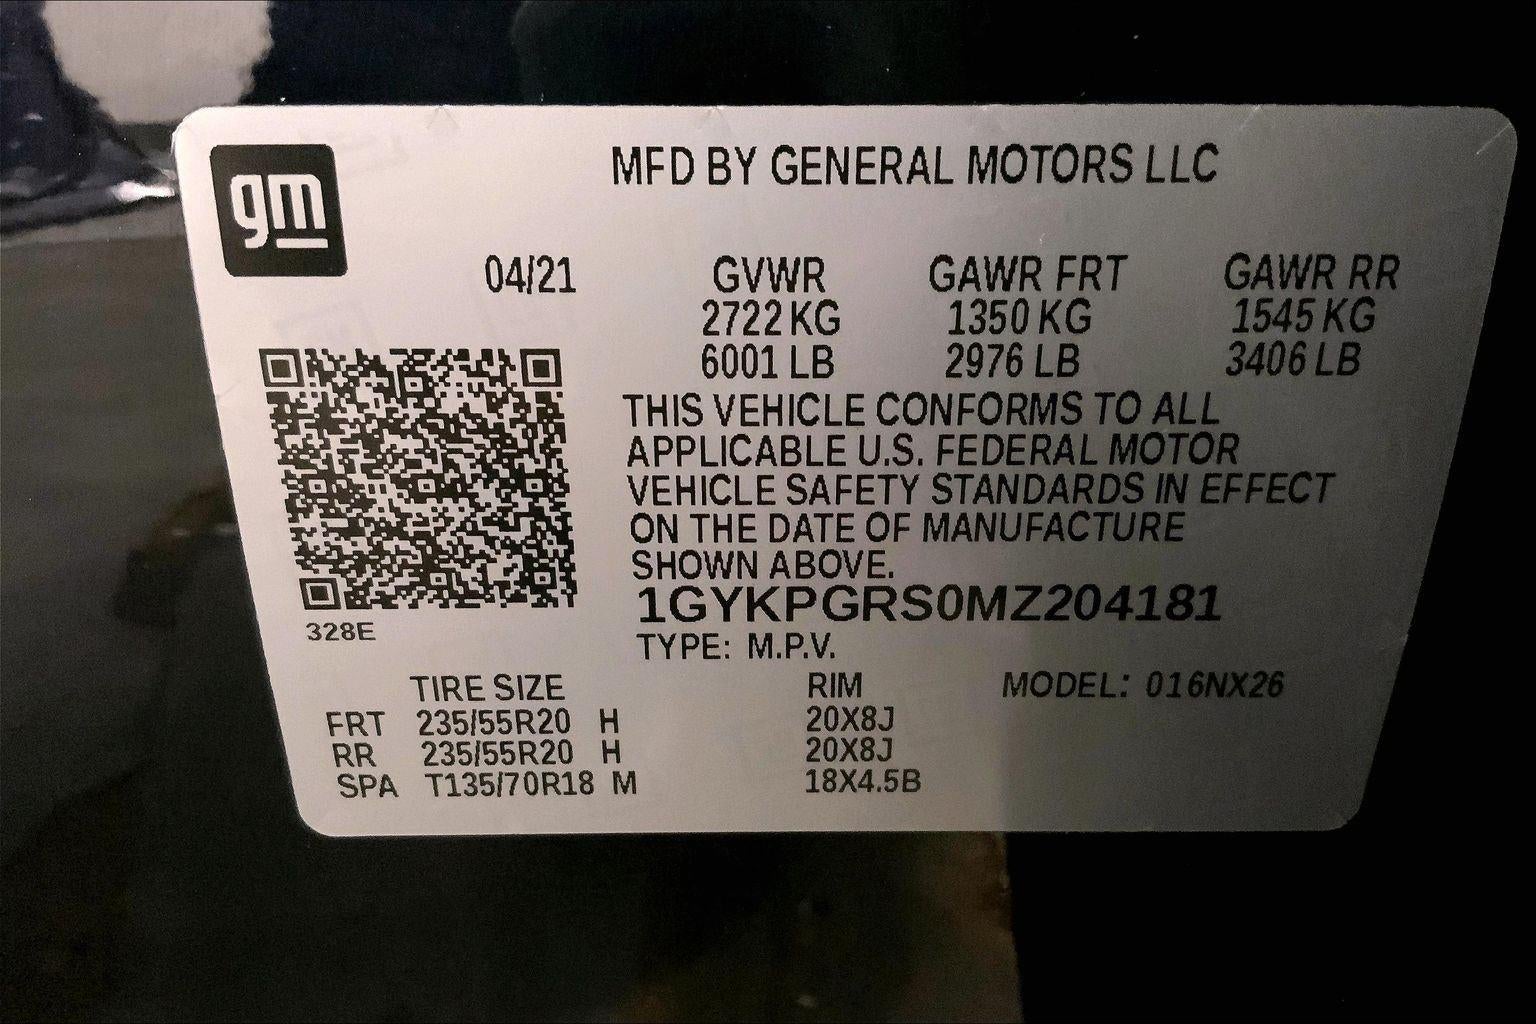 gm
MFD BY GENERAL MOTORS LLC
04/21 GVWR GAWR FRT GAWR RR
2722 KG 1350 KG 1545 KG
6001 LB 2976 LB 3406 LB
THIS VEHICLE CONFORMS TO ALL
APPLICABLE U.S. FEDERAL MOTOR
VEHICLE SAFETY STANDARDS IN EFFECT
ON THE DATE OF MANUFACTURE
SHOWN ABOVE.
1GYKPGRS0MZ204181
328E
TYPE: M.P.V.
TIRE SIZE RIM MODEL: 016NX26
FRT 235/55R20 H 20X8J
RR 235/55R20 H 20X8J
SPA T135/70R18 M 18X4.5B